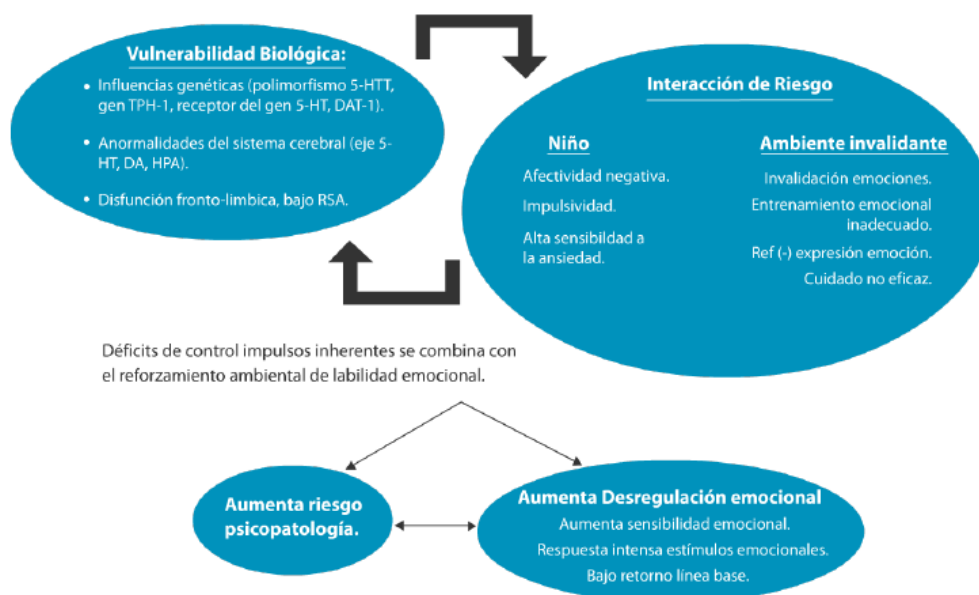 Vulnerabilidad Biológica:
• Influencias genéticas (polimorfismo 5-HTT,
gen TPH-1, receptor del gen 5-HT, DAT-1).
• Anormalidades del sistema cerebral (eje 5-
HT, DA, HPA).
• Disfunción fronto-limbica, bajo RSA.
Interacción de Riesgo
Niño
Afectividad negativa.
Impulsividad.
Alta sensibildad a
la ansiedad.
Ambiente invalidante
Invalidación emociones.
Entrenamiento emocional
inadecuado.
Ref (-) expresión emoción.
Cuidado no eficaz.
Déficits de control impulsos inherentes se combina con
el reforzamiento ambiental de labilidad emocional.
Aumenta riesgo
psicopatología.
Aumenta Desregulación emocional
Aumenta sensibilidad emocional.
Respuesta intensa estímulos emocionales.
Bajo retorno línea base.